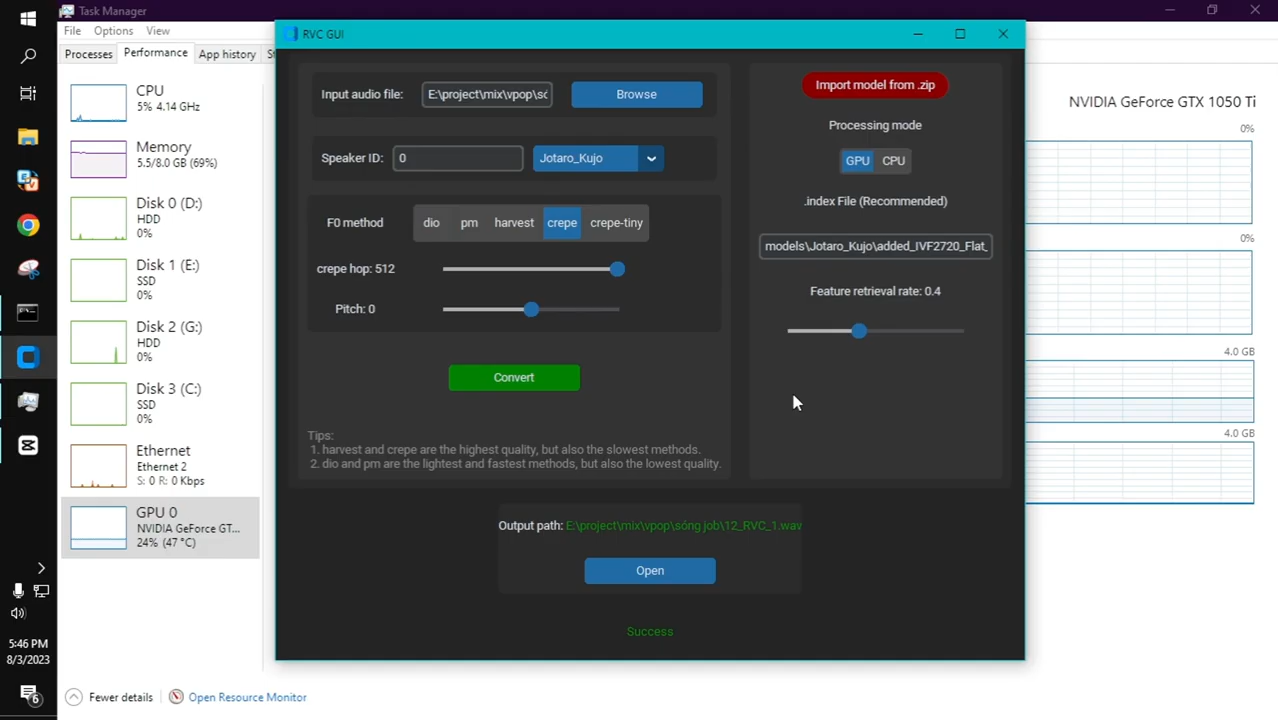 Task Manager
File Options View
Processes Performance App history
CPU
5% 4.14 GHz
Memory
5.5/8.0 GB (69%)
Disk 0 (D:)
HDD
0%
Disk 1 (E:)
SSD
0%
Disk 2 (G:)
HDD
0%
Disk 3 (C:)
SSD
0%
Ethernet
Ethernet 2
S: 0 R: 0 Kbps
GPU 0
NVIDIA GeForce GT...
24% (47 °C)
Fewer details
Open Resource Monitor
5:46 PM
8/3/2023
6
RVC GUI
Input audio file: E:\project\mix\vpop\só Browse
Speaker ID: 0 Jotaro_Kujo
F0 method dio pm harvest crepe crepe-tiny
crepe hop: 512
Pitch: 0
Convert
Tips:
1. harvest and crepe are the highest quality, but also the slowest methods.
2. dio and pm are the lightest and fastest methods, but also the lowest quality.
Import model from .zip
Processing mode
GPU CPU
.index File (Recommended)
models\Jotaro_Kujo\added_IVF2720_Flat_
Feature retrieval rate: 0.4
Output path: E:\project\mix\vpop\sóng job\12_RVC_1.wav
Open
Success
NVIDIA GeForce GTX 1050 Ti
0%
0%
4.0 GB
4.0 GB